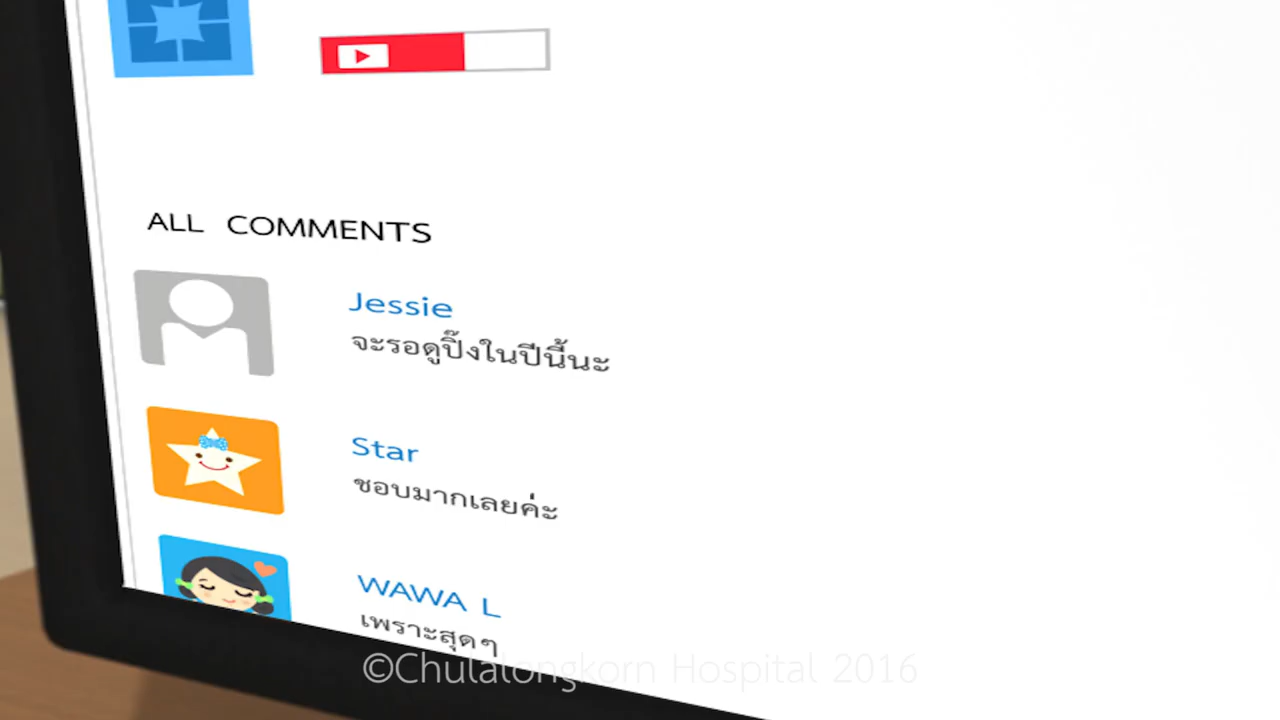 ALL COMMENTS
Jessie
จะรอดูปิ๊งในปีนี้นะ
Star
ชอบมากเลยค่ะ
WAWA L
เพราะสุดๆ
©Chulalongkorn Hospital 2016